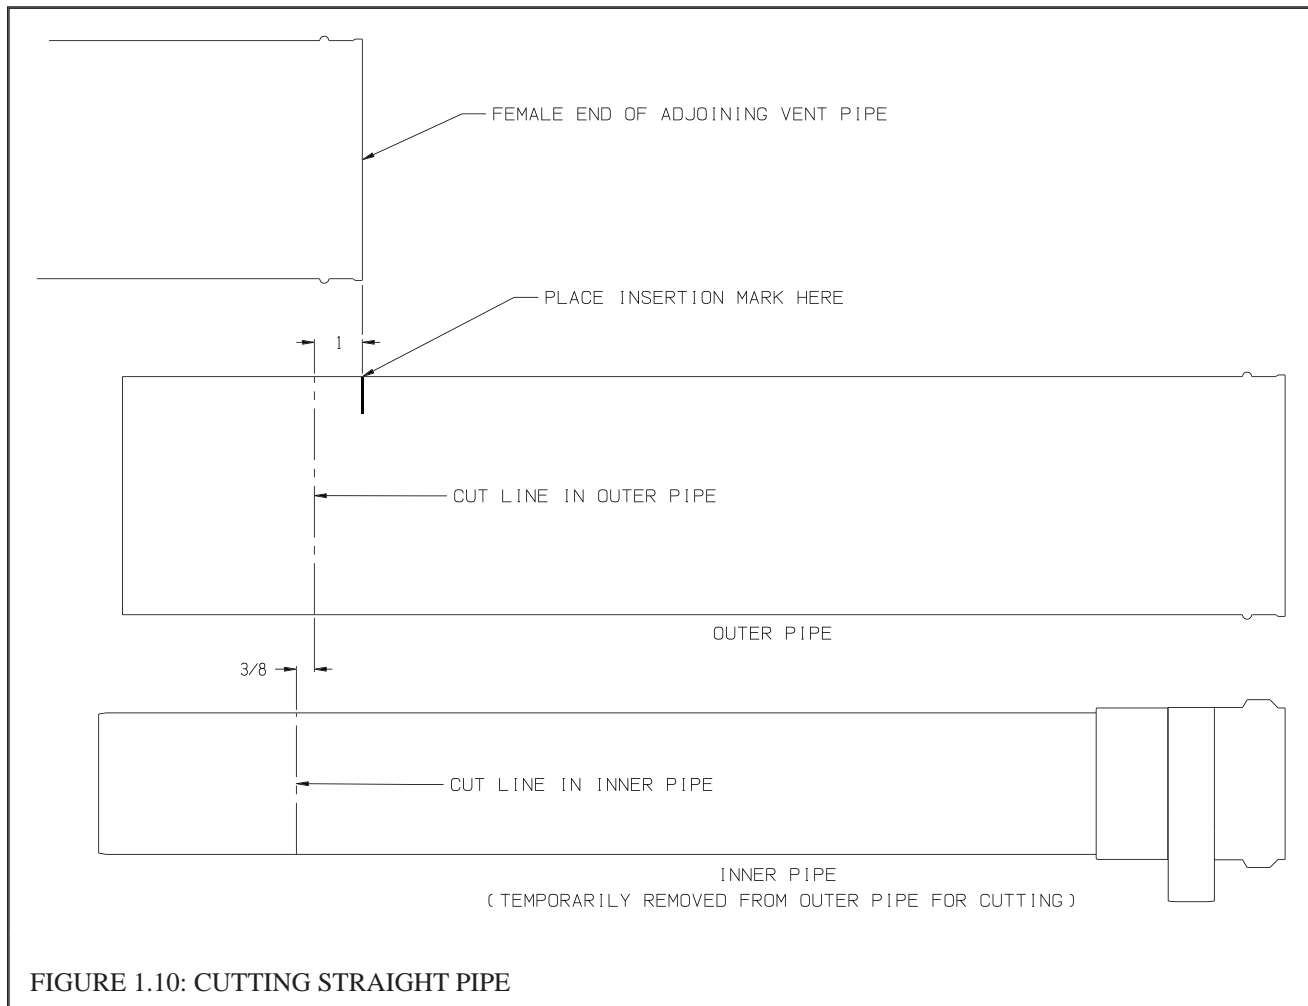 FEMALE END OF ADJOINING VENT PIPE
PLACE INSERTION MARK HERE
1
CUT LINE IN OUTER PIPE
OUTER PIPE
3/8
CUT LINE IN INNER PIPE
INNER PIPE
(TEMPORARILY REMOVED FROM OUTER PIPE FOR CUTTING)
FIGURE 1.10: CUTTING STRAIGHT PIPE